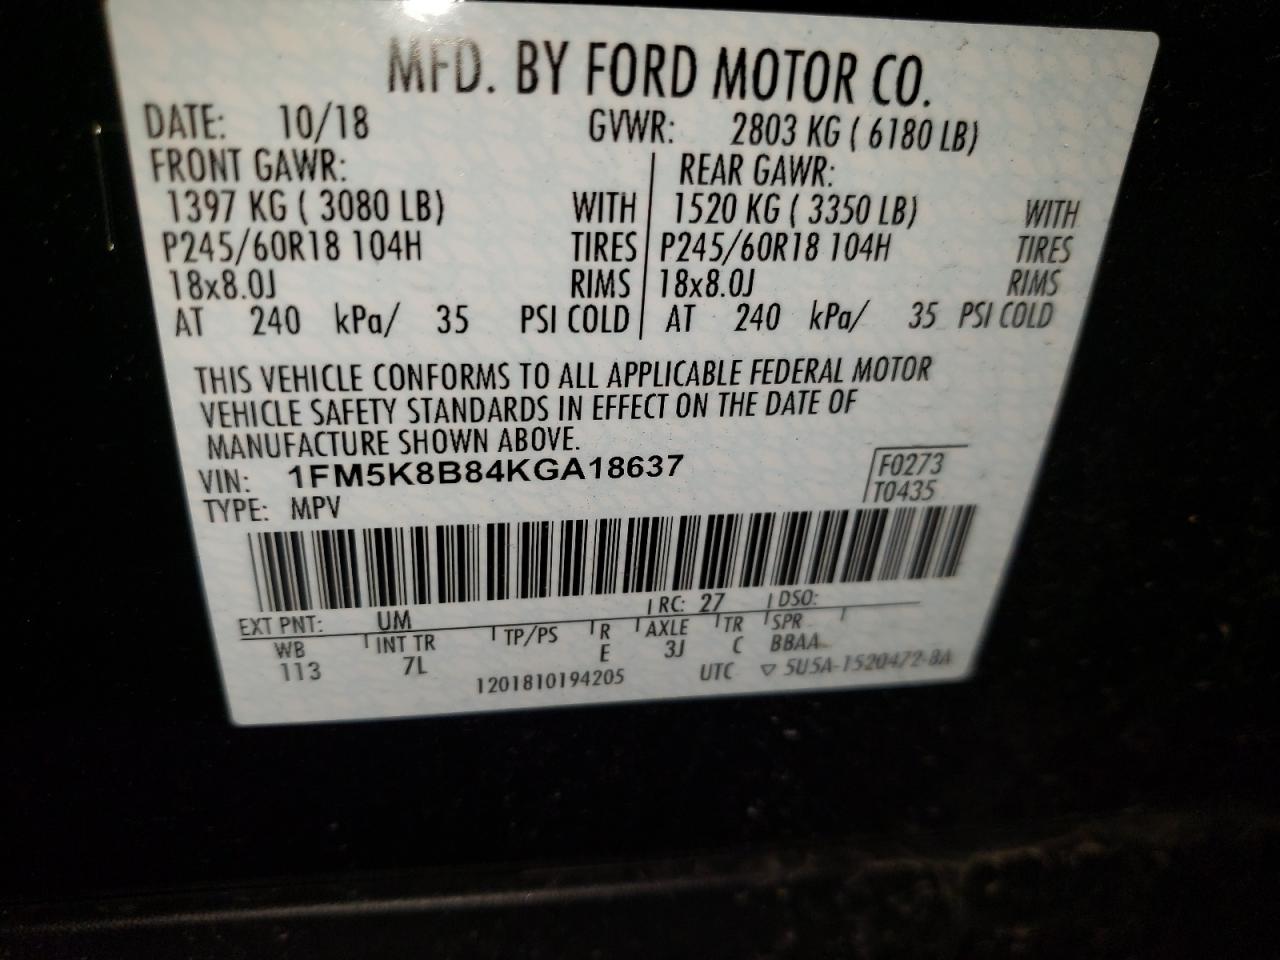 MFD. BY FORD MOTOR CO.
DATE: 10/18 GVWR: 2803 KG ( 6180 LB)
FRONT GAWR: REAR GAWR:
1397 KG ( 3080 LB) WITH 1520 KG ( 3350 LB) WITH
P245/60R18 104H TIRES P245/60R18 104H TIRES
18x8.0J RIMS 18x8.0J RIMS
AT 240 kPa/ 35 PSI COLD AT 240 kPa/ 35 PSI COLD
THIS VEHICLE CONFORMS TO ALL APPLICABLE FEDERAL MOTOR
VEHICLE SAFETY STANDARDS IN EFFECT ON THE DATE OF
MANUFACTURE SHOWN ABOVE.
VIN: 1FM5K8B84KGA18637 F0273
TYPE: MPV T0435
EXT PNT: UM RC: 27 DSO:
WB INT TR TP/PS R AXLE TR SPR
113 7L E 3J C BBAA
1201810194205 UTC ▽ 5U5A-1520472-BA